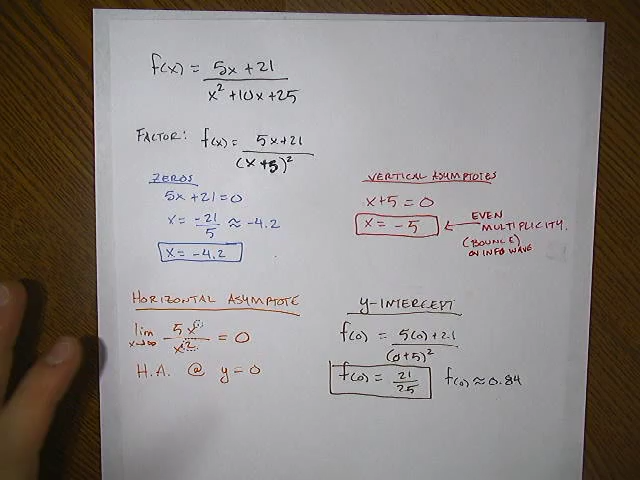 f(x) = 5x+21 / x²+10x+25
FACTOR: f(x) = 5x+21 / (x+5)²
ZEROS
5x+21=0
x = -21/5 ≈ -4.2
x = -4.2
VERTICAL ASYMPTOTES
x+5 = 0
x = -5 ← EVEN
MULTIPLICITY.
(BOUNCE)
ON INFO WAVE
HORIZONTAL ASYMPTOTE
lim x→∞ 5x / x² = 0
H.A. @ y=0
y-INTERCEPT
f(0) = 5(0)+21 / (0+5)²
f(0) = 21/25 f(0) ≈ 0.84